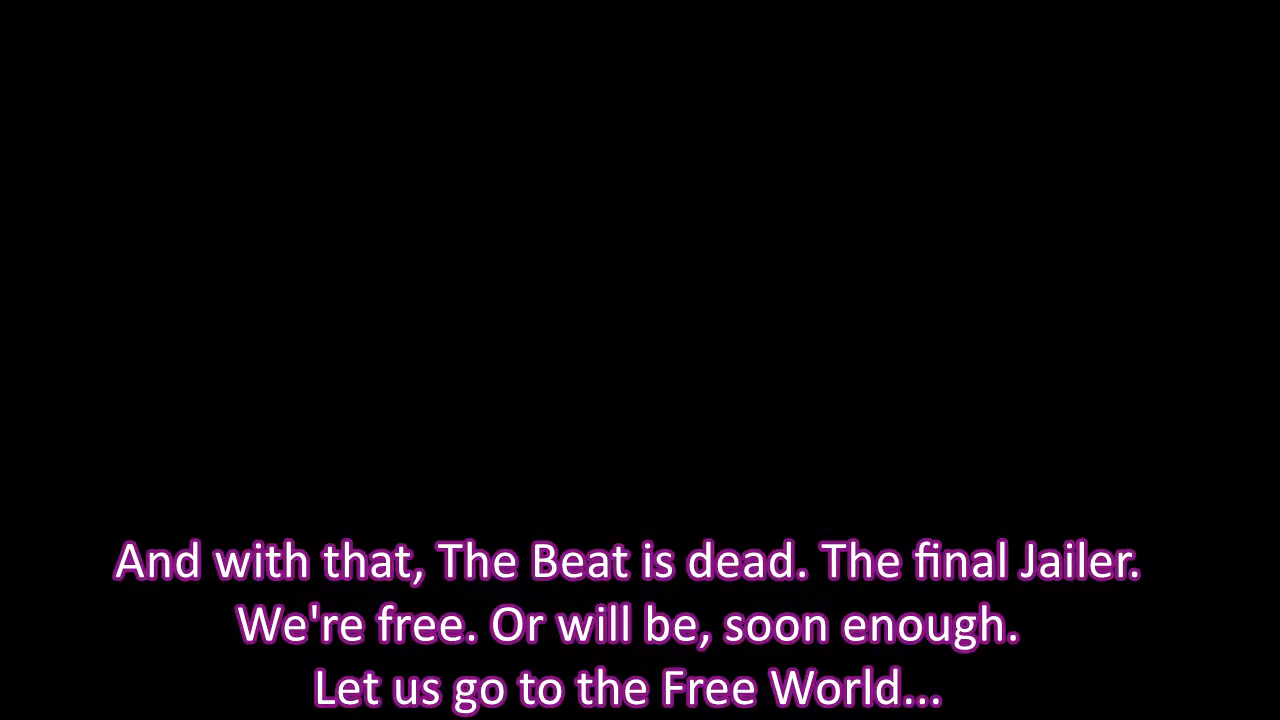 And with that, The Beat is dead. The final Jailer.
We're free. Or will be, soon enough.
Let us go to the Free World...